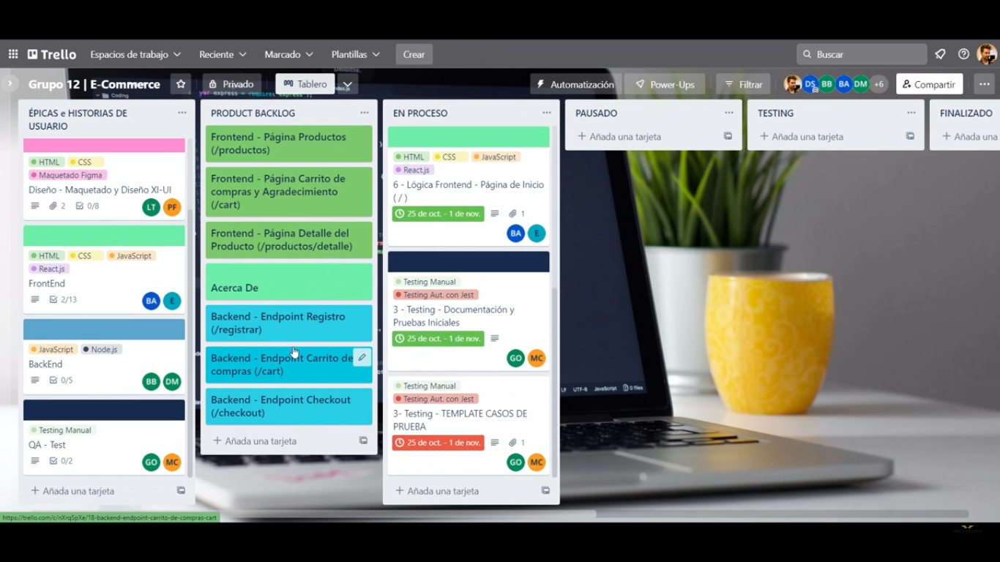 Trello
Espacios de trabajo
Reciente
Marcado
Plantillas
Crear
Buscar
Grupo 12 | E-Commerce
Privado
Tablero
Automatización
Power-Ups
Filtrar
DS
BB
BA
DM
+6
Compartir
Coding
ÉPICAS e HISTORIAS DE
USUARIO
HTML
CSS
Maquetado Figma
Diseño - Maquetado y Diseño XI-UI
2
0/8
LT
PF
HTML
CSS
JavaScript
React.js
FrontEnd
2/13
BA
E
JavaScript
Node.js
BackEnd
0/5
BB
DM
Testing Manual
QA - Test
0/2
GO
MC
Añada una tarjeta
PRODUCT BACKLOG
Frontend - Página Productos
(/productos)
Frontend - Página Carrito de
compras y Agradecimiento
(/cart)
Frontend - Página Detalle del
Producto (/productos/detalle)
Acerca De
Backend - Endpoint Registro
(/registrar)
Backend - Endpoint Carrito de
compras (/cart)
Backend - Endpoint Checkout
(/checkout)
Añada una tarjeta
EN PROCESO
HTML
CSS
JavaScript
React.js
6 - Lógica Frontend - Página de Inicio
( / )
25 de oct. - 1 de nov.
1
BA
E
Testing Manual
Testing Aut. con Jest
3 - Testing - Documentación y
Pruebas Iniciales
25 de oct. - 1 de nov.
GO
MC
Testing Manual
Testing Aut. con Jest
3- Testing - TEMPLATE CASOS DE
PRUEBA
25 de oct. - 1 de nov.
1
GO
MC
Añada una tarjeta
PAUSADO
Añada una tarjeta
TESTING
Añada una tarjeta
FINALIZADO
Añada una
LF UTF-8 JavaScript 0 files
https://trello.com/c/nXrqSpXe/18-backend-endpoint-carrito-de-compras-cart